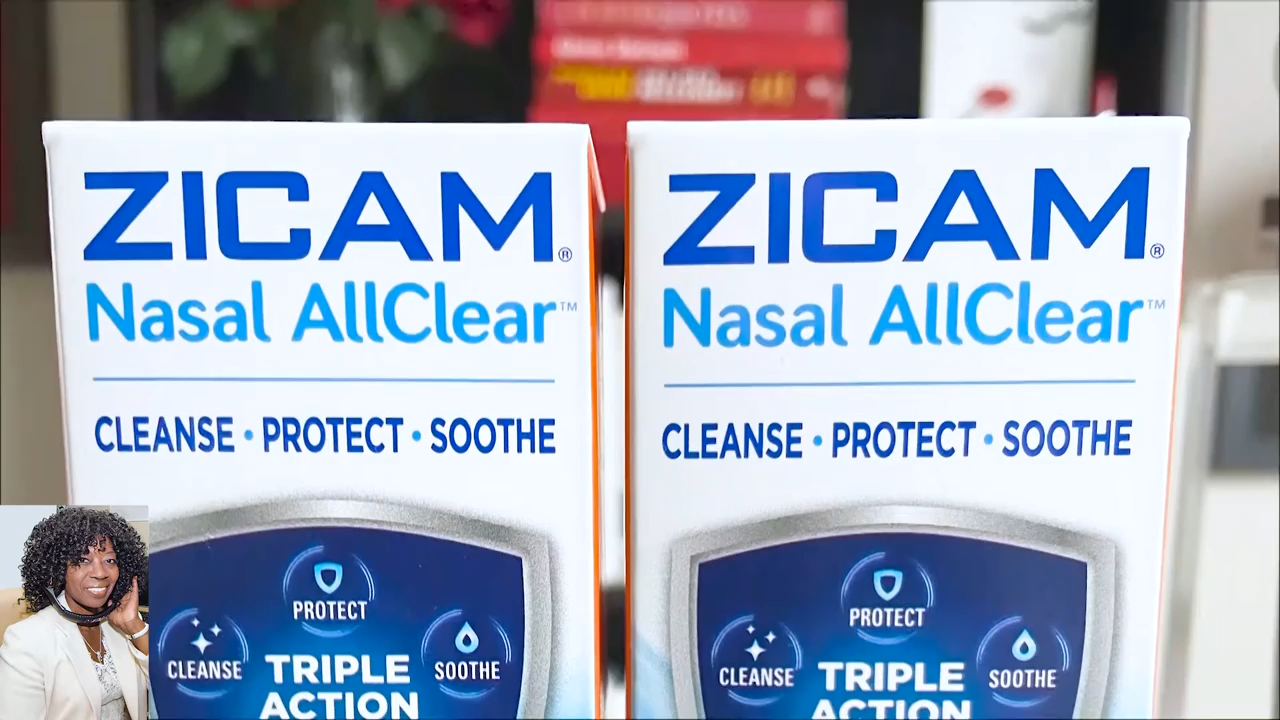 ZICAM®
Nasal AllClear™
CLEANSE • PROTECT • SOOTHE
PROTECT
CLEANSE
SOOTHE
TRIPLE
ACTION
ZICAM®
Nasal AllClear™
CLEANSE • PROTECT • SOOTHE
PROTECT
CLEANSE
SOOTHE
TRIPLE
ACTION